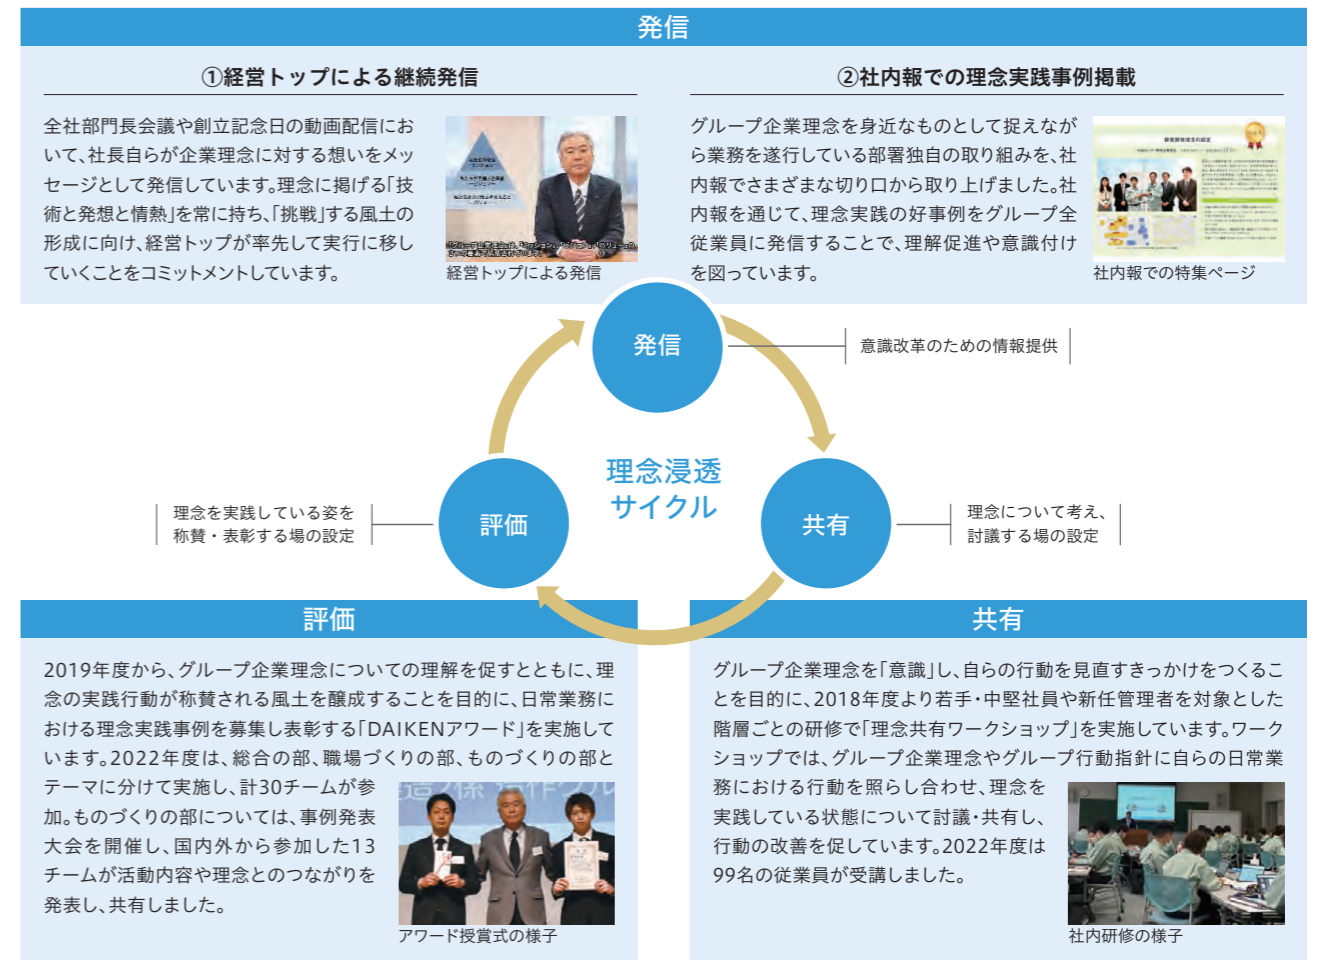 発信
①経営トップによる継続発信
全社部門長会議や創立記念日の動画配信にお
いて、社長自らが企業理念に対する想いをメッ
セージとして発信しています。理念に掲げる「技
術と発想と情熱」を常に持ち、「挑戦」する風土の
形成に向け、経営トップが率先して実行に移し
ていくことをコミットメントしています。
経営トップによる発信
②社内報での理念実践事例掲載
グループ企業理念を身近なものとして捉えなが
ら業務を遂行している部署独自の取り組みを、社
内報でさまざまな切り口から取り上げました。社
内報を通じて、理念実践の好事例をグループ全
従業員に発信することで、理解促進や意識付け
を図っています。
社内報での特集ページ
発信
意識改革のための情報提供
理念浸透
サイクル
評価
理念を実践している姿を
称賛・表彰する場の設定
共有
理念について考え、
討議する場の設定
評価
2019年度から、グループ企業理念についての理解を促すとともに、理
念の実践行動が称賛される風土を醸成することを目的に、日常業務に
おける理念実践事例を募集し表彰する「DAIKENアワード」を実施して
います。2022年度は、総合の部、職場づくりの部、ものづくりの部と
テーマに分けて実施し、計30チームが参
加。ものづくりの部については、事例発表
大会を開催し、国内外から参加した13
チームが活動内容や理念とのつながりを
発表し、共有しました。
アワード授賞式の様子
共有
グループ企業理念を「意識」し、自らの行動を見直すきっかけをつくるこ
とを目的に、2018年度より若手・中堅社員や新任管理者を対象とした
階層ごとの研修で「理念共有ワークショップ」を実施しています。ワーク
ショップでは、グループ企業理念やグループ行動指針に自らの日常業
務における行動を照らし合わせ、理念を
実践している状態について討議・共有し、
行動の改善を促しています。2022年度は
99名の従業員が受講しました。
社内研修の様子